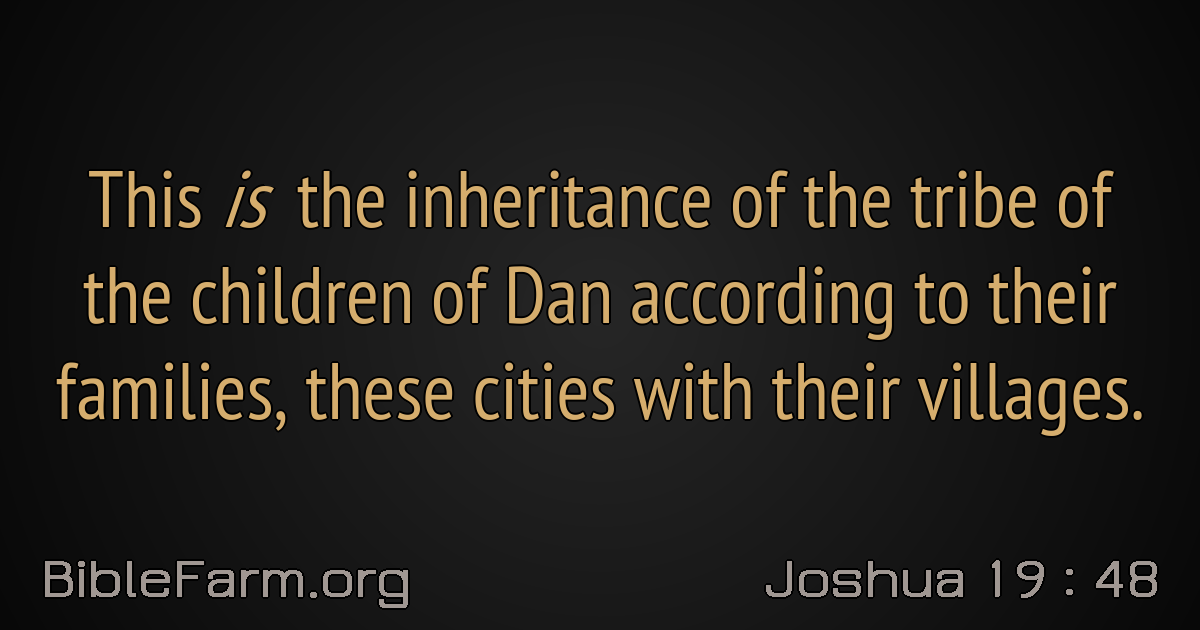 This is the inheritance of the tribe of
the children of Dan according to their
families, these cities with their villages.
BibleFarm.org
Joshua 19 : 48